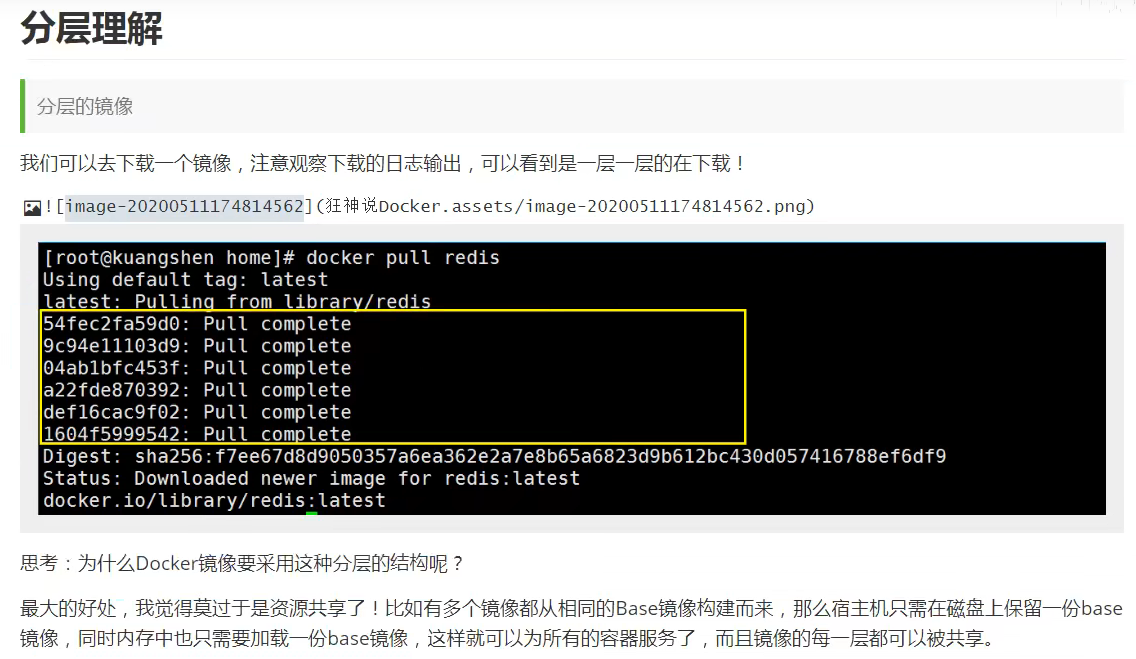 分层理解
分层的镜像
我们可以去下载一个镜像，注意观察下载的日志输出，可以看到是一层一层的在下载！
![image-20200511174814562](狂神说Docker.assets/image-20200511174814562.png)
[root@kuangshen home]# docker pull redis
Using default tag: latest
latest: Pulling from library/redis
54fec2fa59d0: Pull complete
9c94e11103d9: Pull complete
04ab1bfc453f: Pull complete
a22fde870392: Pull complete
def16cac9f02: Pull complete
1604f5999542: Pull complete
Digest: sha256:f7ee67d8d9050357a6ea362e2a7e8b65a6823d9b612bc430d057416788ef6df9
Status: Downloaded newer image for redis:latest
docker.io/library/redis:latest
思考：为什么Docker镜像要采用这种分层的结构呢？
最大的好处，我觉得莫过于是资源共享了！比如有多个镜像都从相同的Base镜像构建而来，那么宿主机只需在磁盘上保留一份base
镜像，同时内存中也只需要加载一份base镜像，这样就可以为所有的容器服务了，而且镜像的每一层都可以被共享。